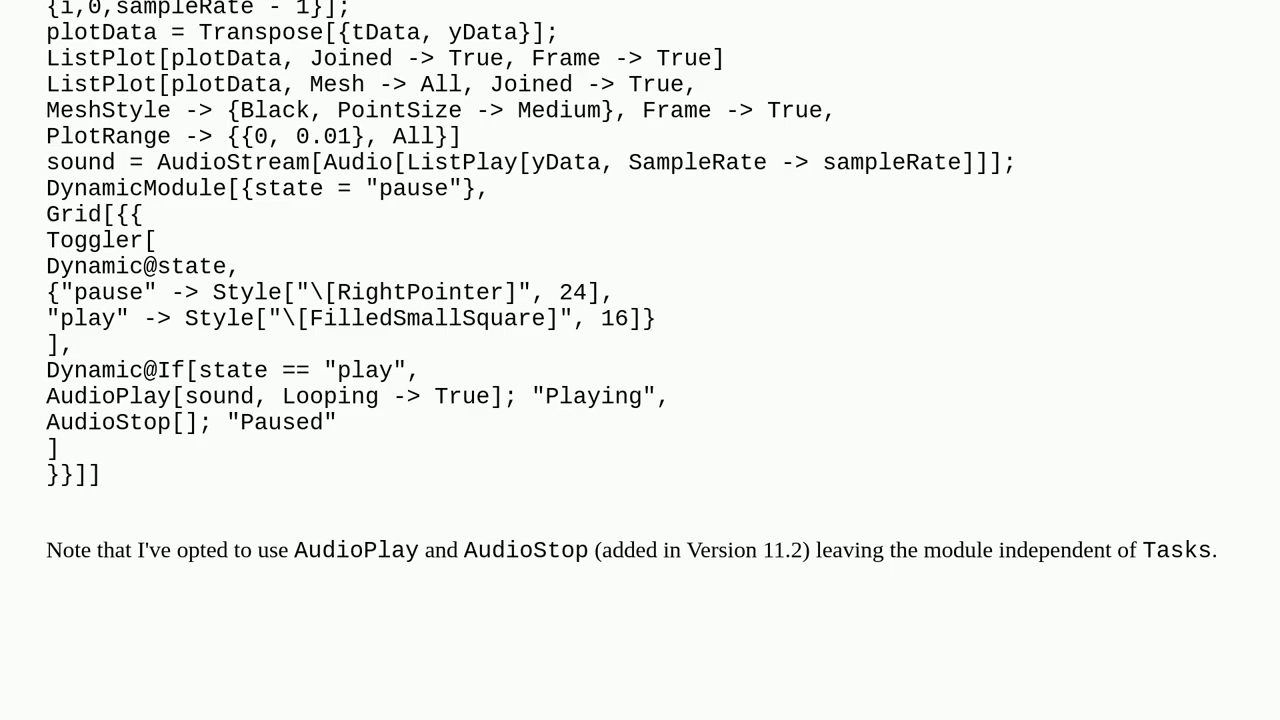 {i,0,sampleRate - 1}];
plotData = Transpose[{tData, yData}];
ListPlot[plotData, Joined -> True, Frame -> True]
ListPlot[plotData, Mesh -> All, Joined -> True,
MeshStyle -> {Black, PointSize -> Medium}, Frame -> True,
PlotRange -> {{0, 0.01}, All}]
sound = AudioStream[Audio[ListPlay[yData, SampleRate -> sampleRate]]];
DynamicModule[{state = "pause"},
Grid[{{
Toggler[
Dynamic@state,
{"pause" -> Style["\[RightPointer]", 24],
"play" -> Style["\[FilledSmallSquare]", 16]}
],
Dynamic@If[state == "play",
AudioPlay[sound, Looping -> True]; "Playing",
AudioStop[]; "Paused"
]
}}]]
Note that I've opted to use AudioPlay and AudioStop (added in Version 11.2) leaving the module independent of Tasks.